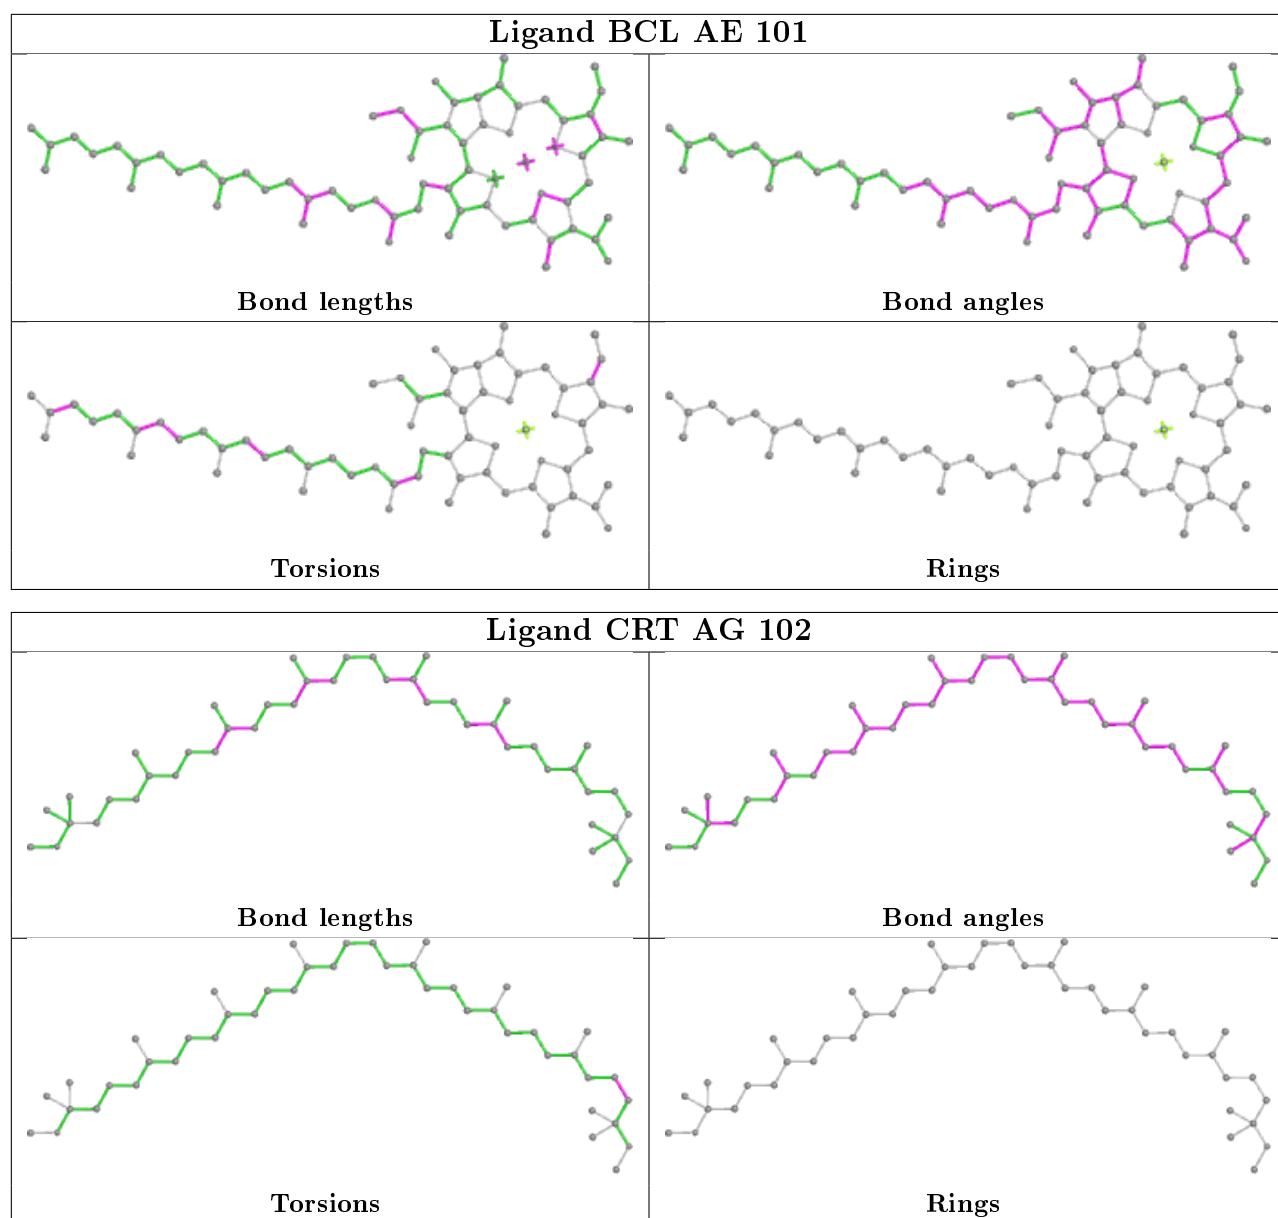 Ligand BCL AE 101
Bond lengths
Bond angles
Torsions
Rings
Ligand CRT AG 102
Bond lengths
Bond angles
Torsions
Rings